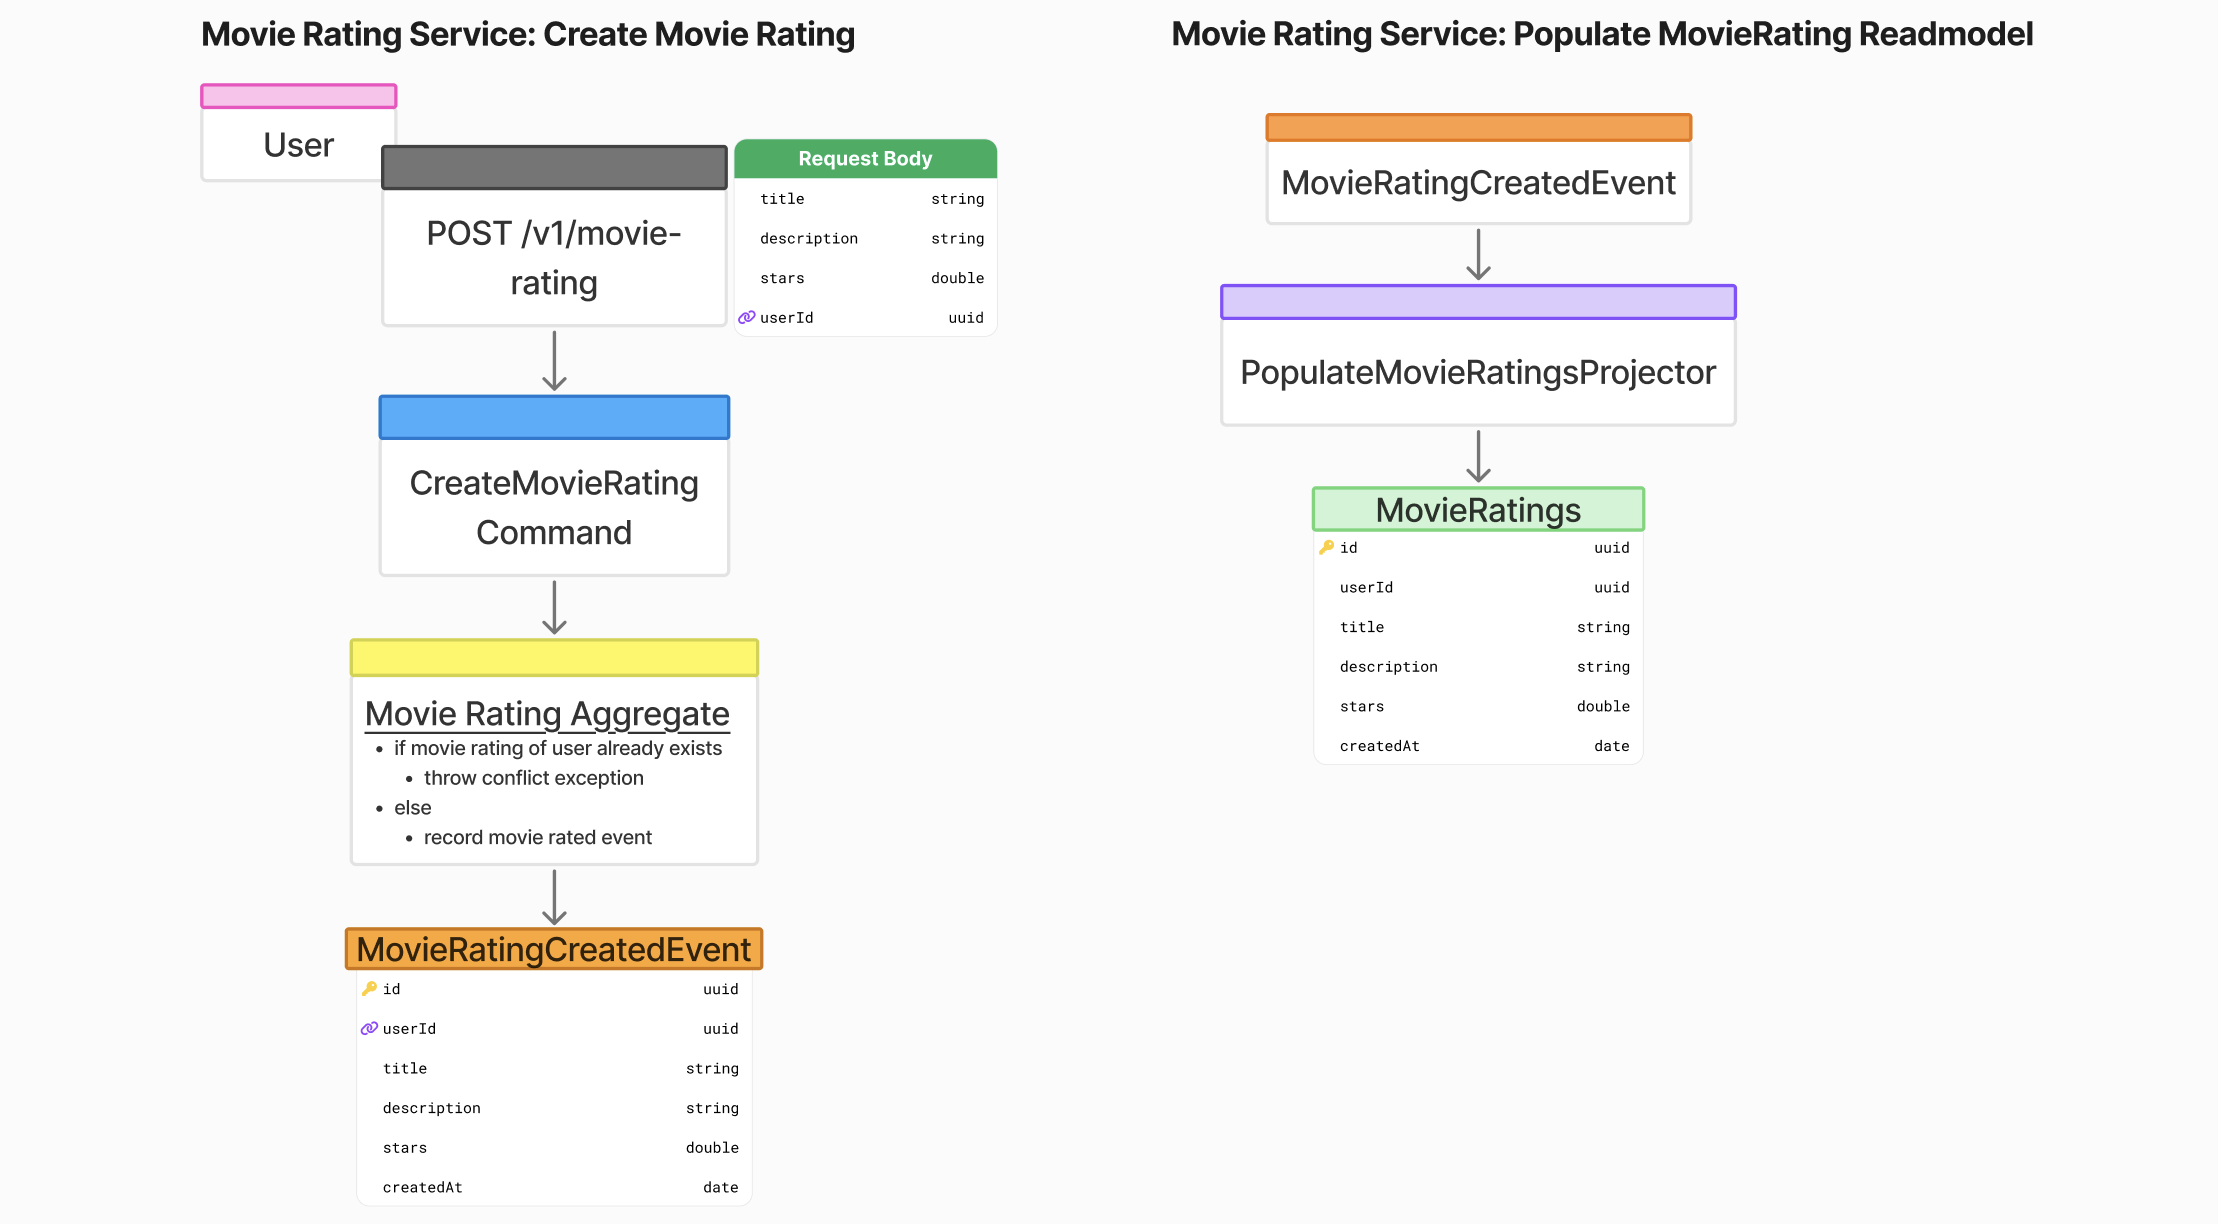 Movie Rating Service: Create Movie Rating
User
POST /v1/movie-
rating
Request Body
title string
description string
stars double
userId uuid
CreateMovieRating
Command
Movie Rating Aggregate
• if movie rating of user already exists
• throw conflict exception
• else
• record movie rated event
MovieRatingCreatedEvent
id uuid
userId uuid
title string
description string
stars double
createdAt date
Movie Rating Service: Populate MovieRating Readmodel
MovieRatingCreatedEvent
PopulateMovieRatingsProjector
MovieRatings
id uuid
userId uuid
title string
description string
stars double
createdAt date